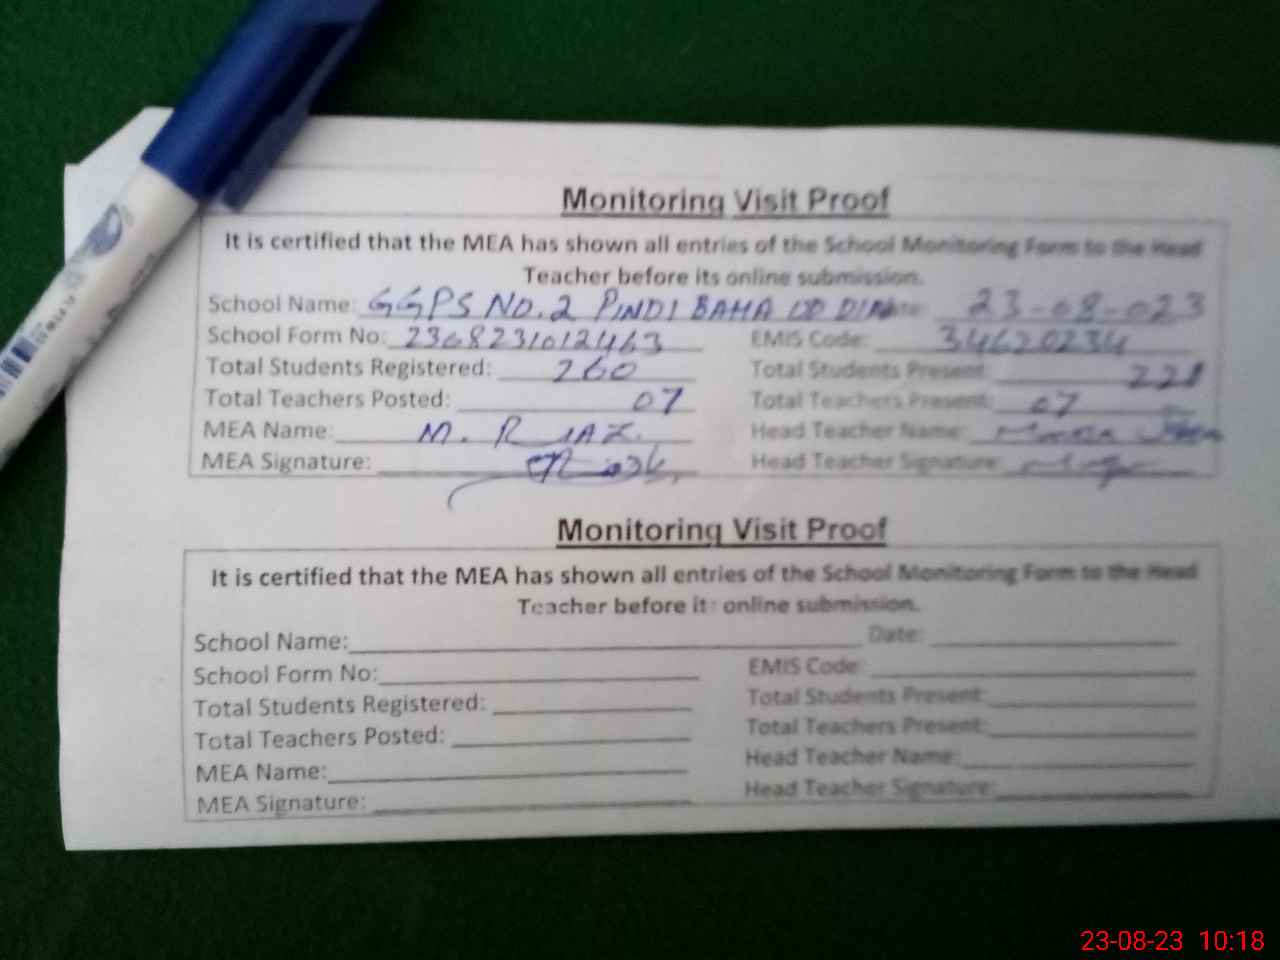 Monitoring Visit Proof
It is certified that the MEA has shown all entries of the School Monitoring Form to the Head
Teacher before its online submission.
School Name: GGPS NO.2 PINDI BAHA UD DIN Date: 23-08-023
School Form No: 2368231012463 EMIS Code: 34620234
Total Students Registered: 260 Total Students Present: 221
Total Teachers Posted: 07 Total Teachers Present: 07
MEA Name: M. RIAZ. Head Teacher Name:
MEA Signature: Head Teacher Signature:
Monitoring Visit Proof
It is certified that the MEA has shown all entries of the School Monitoring Form to the Head
Teacher before its online submission.
School Name: Date:
School Form No: EMIS Code:
Total Students Registered: Total Students Present:
Total Teachers Posted: Total Teachers Present:
MEA Name: Head Teacher Name:
MEA Signature: Head Teacher Signature:
23-08-23 10:18